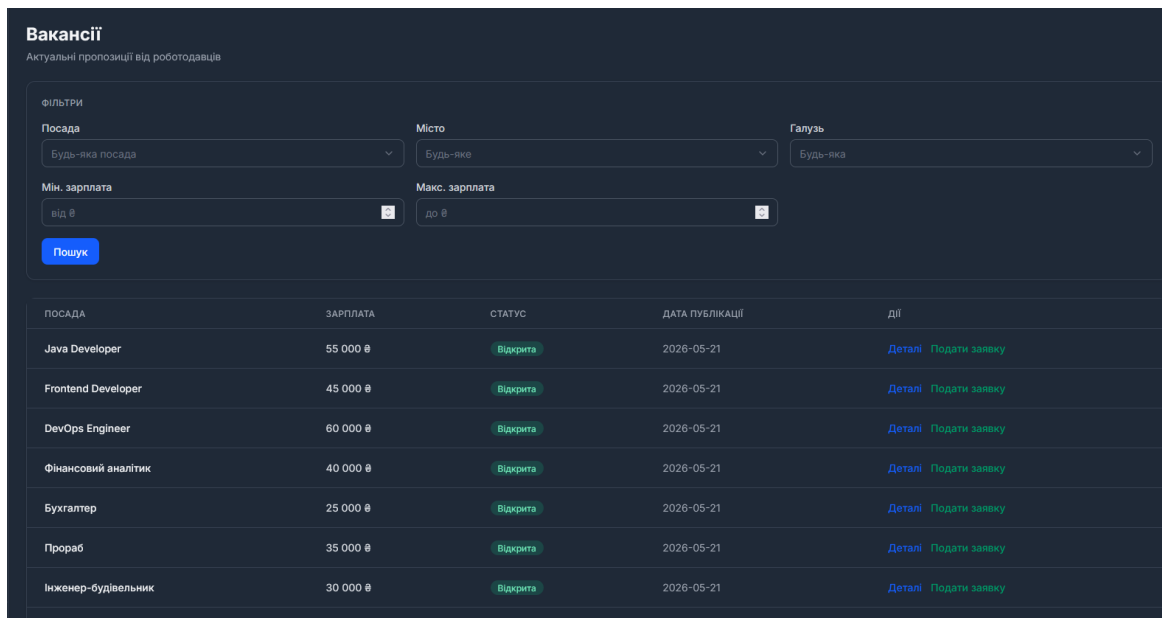 Вакансії
Актуальні пропозиції від роботодавців
ФІЛЬТРИ
Посада Місто Галузь
Будь-яка посада Будь-яке Будь-яка
Мін. зарплата Макс. зарплата
від ₴ до ₴
Пошук
ПОСАДА ЗАРПЛАТА СТАТУС ДАТА ПУБЛІКАЦІЇ ДІЇ
Java Developer 55 000 ₴ Відкрита 2026-05-21 Деталі Подати заявку
Frontend Developer 45 000 ₴ Відкрита 2026-05-21 Деталі Подати заявку
DevOps Engineer 60 000 ₴ Відкрита 2026-05-21 Деталі Подати заявку
Фінансовий аналітик 40 000 ₴ Відкрита 2026-05-21 Деталі Подати заявку
Бухгалтер 25 000 ₴ Відкрита 2026-05-21 Деталі Подати заявку
Прораб 35 000 ₴ Відкрита 2026-05-21 Деталі Подати заявку
Інженер-будівельник 30 000 ₴ Відкрита 2026-05-21 Деталі Подати заявку